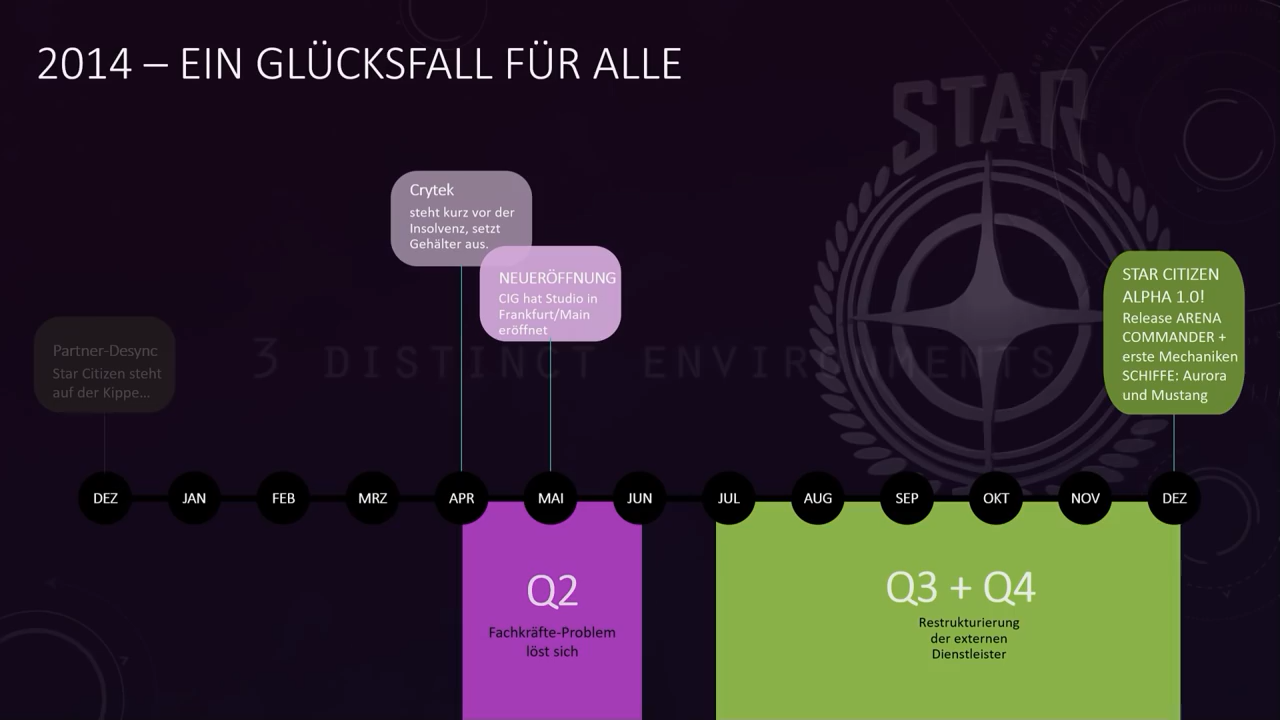 2014 – EIN GLÜCKSFALL FÜR ALLE
STAR
Crytek
steht kurz vor der
Insolvenz, setzt
Gehälter aus.
NEUERÖFFNUNG
CIG hat Studio in
Frankfurt/Main
eröffnet
STAR CITIZEN
ALPHA 1.0!
Release ARENA
COMMANDER +
erste Mechaniken
SCHIFFE: Aurora
und Mustang
Partner-Desync
Star Citizen steht
auf der Kippe...
3 DISTINCT ENVIRONMENTS
DEZ JAN FEB MRZ APR MAI JUN JUL AUG SEP OKT NOV DEZ
Q2
Fachkräfte-Problem
löst sich
Q3 + Q4
Restrukturierung
der externen
Dienstleister